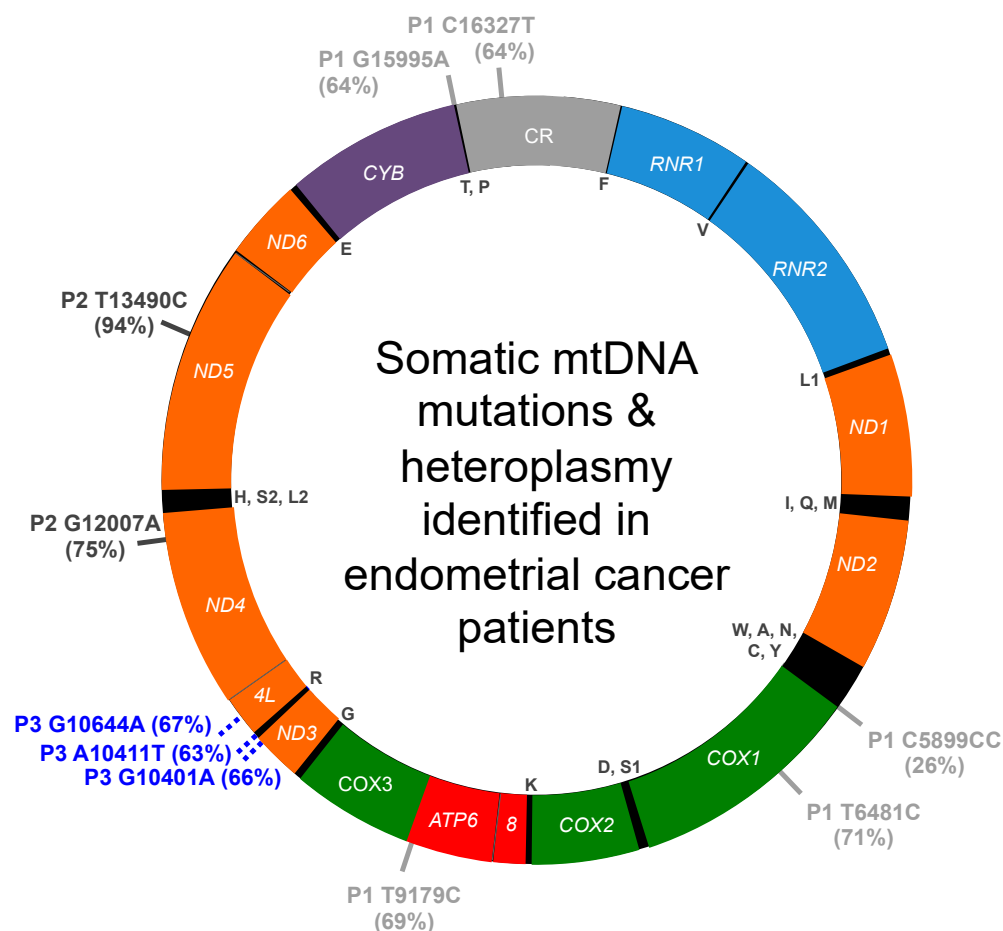 P1 C16327T
(64%)
P1 G15995A
(64%)
CR
CYB
RNR1
T, P
F
V
E
ND6
RNR2
P2 T13490C
(94%)
ND5
L1
ND1
Somatic mtDNA
mutations &
heteroplasmy
identified in
endometrial cancer
patients
H, S2, L2
I, Q, M
P2 G12007A
(75%)
ND2
ND4
W, A, N,
C, Y
R
4L
G
P3 G10644A (67%)
P3 A10411T (63%)
P3 G10401A (66%)
ND3
P1 C5899CC
(26%)
COX1
D, S1
K
COX3
P1 T6481C
(71%)
ATP6
8
COX2
P1 T9179C
(69%)